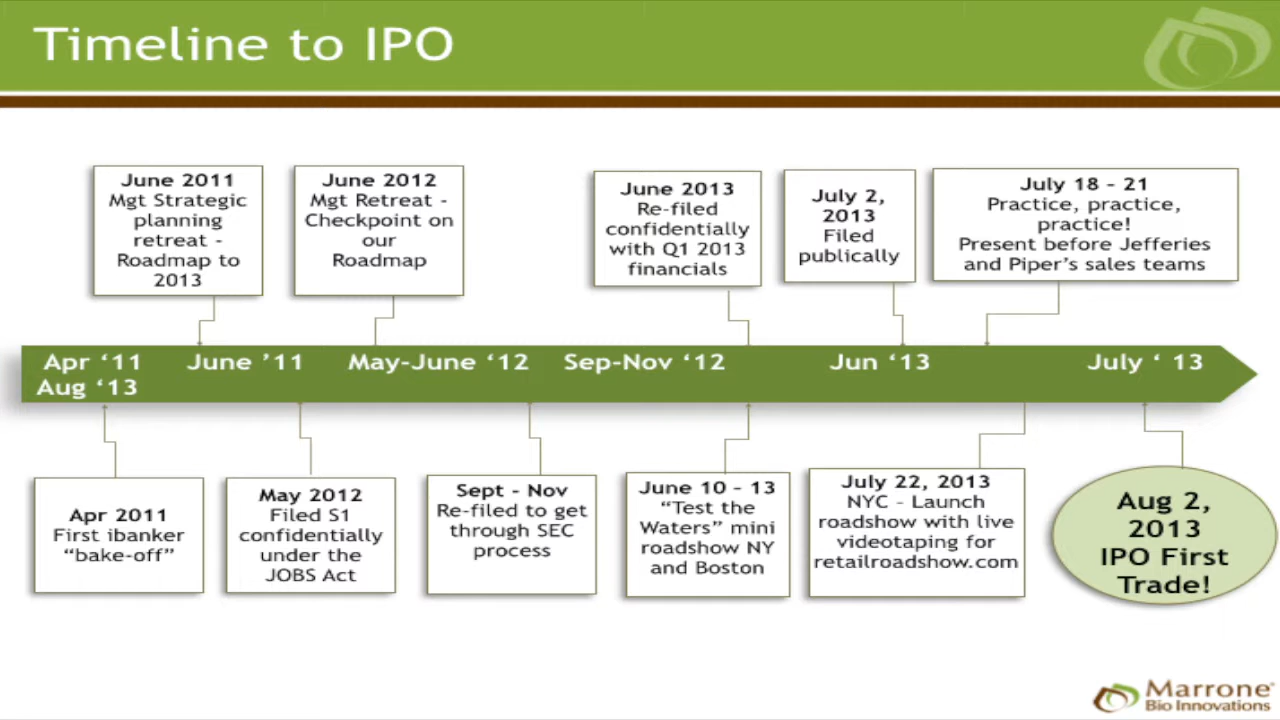 Timeline to IPO
June 2011
Mgt Strategic
planning
retreat -
Roadmap to
2013
June 2012
Mgt Retreat -
Checkpoint on
our
Roadmap
June 2013
Re-filed
confidentially
with Q1 2013
financials
July 2,
2013
Filed
publically
July 18 - 21
Practice, practice,
practice!
Present before Jefferies
and Piper's sales teams
Apr ‘11 June ’11 May-June ‘12 Sep-Nov ‘12 Jun ‘13 July ‘ 13
Aug ‘13
Apr 2011
First ibanker
“bake-off”
May 2012
Filed S1
confidentially
under the
JOBS Act
Sept - Nov
Re-filed to get
through SEC
process
June 10 - 13
“Test the
Waters” mini
roadshow NY
and Boston
July 22, 2013
NYC - Launch
roadshow with live
videotaping for
retailroadshow.com
Aug 2,
2013
IPO First
Trade!
Marrone®
Bio Innovations